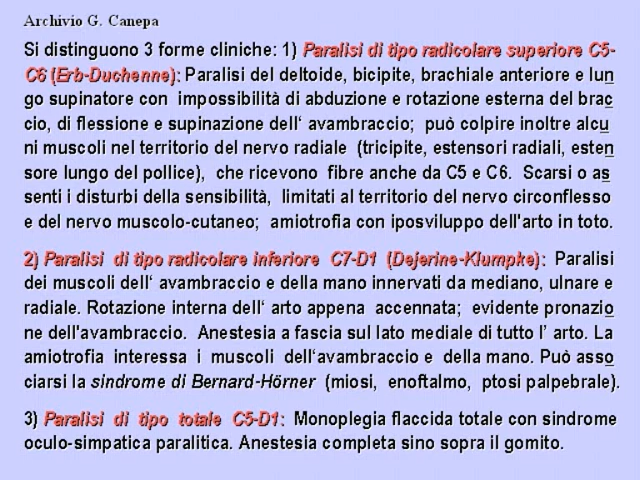 Archivio G. Canepa
Si distinguono 3 forme cliniche: 1) Paralisi di tipo radicolare superiore C5-
C6 (Erb-Duchenne): Paralisi del deltoide, bicipite, brachiale anteriore e lun
go supinatore con impossibilità di abduzione e rotazione esterna del brac
cio, di flessione e supinazione dell‘ avambraccio; può colpire inoltre alcu
ni muscoli nel territorio del nervo radiale (tricipite, estensori radiali, esten
sore lungo del pollice), che ricevono fibre anche da C5 e C6. Scarsi o as
senti i disturbi della sensibilità, limitati al territorio del nervo circonflesso
e del nervo muscolo-cutaneo; amiotrofia con iposviluppo dell'arto in toto.
2) Paralisi di tipo radicolare inferiore C7-D1 (Dejerine-Klumpke): Paralisi
dei muscoli dell‘ avambraccio e della mano innervati da mediano, ulnare e
radiale. Rotazione interna dell‘ arto appena accennata; evidente pronazio
ne dell'avambraccio. Anestesia a fascia sul lato mediale di tutto l’ arto. La
amiotrofia interessa i muscoli dell‘avambraccio e della mano. Può asso
ciarsi la sindrome di Bernard-Hörner (miosi, enoftalmo, ptosi palpebrale).
3) Paralisi di tipo totale C5-D1: Monoplegia flaccida totale con sindrome
oculo-simpatica paralitica. Anestesia completa sino sopra il gomito.